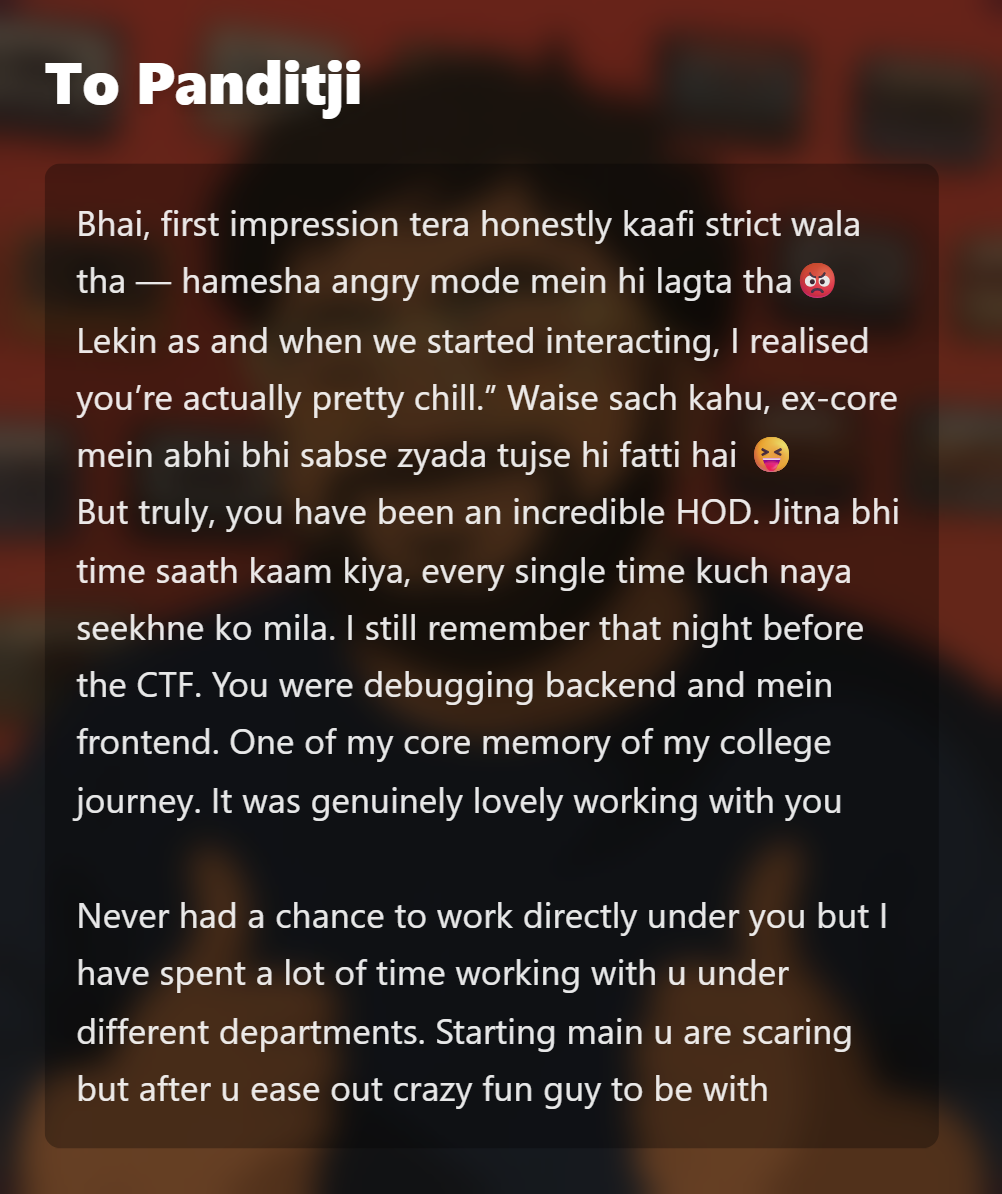 To Panditji
Bhai, first impression tera honestly kaafi strict wala
tha — hamesha angry mode mein hi lagta tha😡
Lekin as and when we started interacting, I realised
you’re actually pretty chill.” Waise sach kahu, ex-core
mein abhi bhi sabse zyada tujse hi fatti hai 😝
But truly, you have been an incredible HOD. Jitna bhi
time saath kaam kiya, every single time kuch naya
seekhne ko mila. I still remember that night before
the CTF. You were debugging backend and mein
frontend. One of my core memory of my college
journey. It was genuinely lovely working with you
Never had a chance to work directly under you but I
have spent a lot of time working with u under
different departments. Starting main u are scaring
but after u ease out crazy fun guy to be with